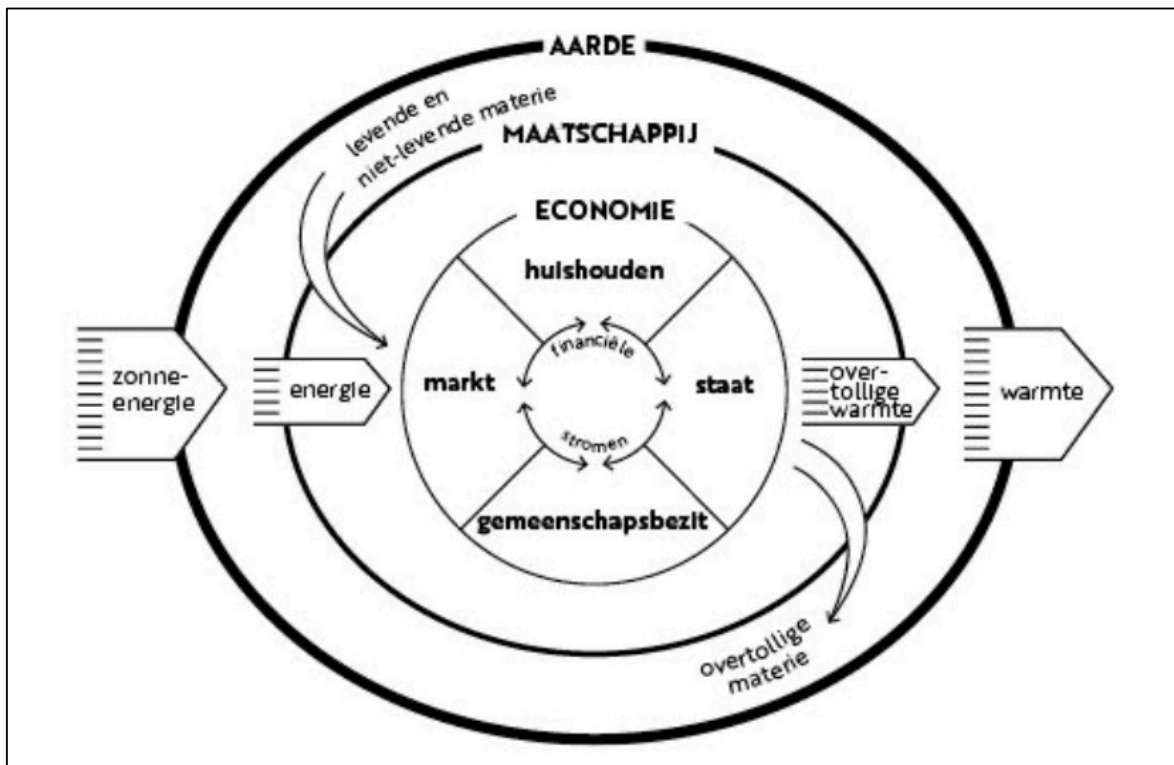 AARDE
levende en
niet-levende materie
MAATSCHAPPIJ
ECONOMIE
huishouden
financiële
zonne-
energie
energie
markt
staat
over-
tollige
warmte
warmte
stromen
gemeenschapsbezit
overtollige
materie